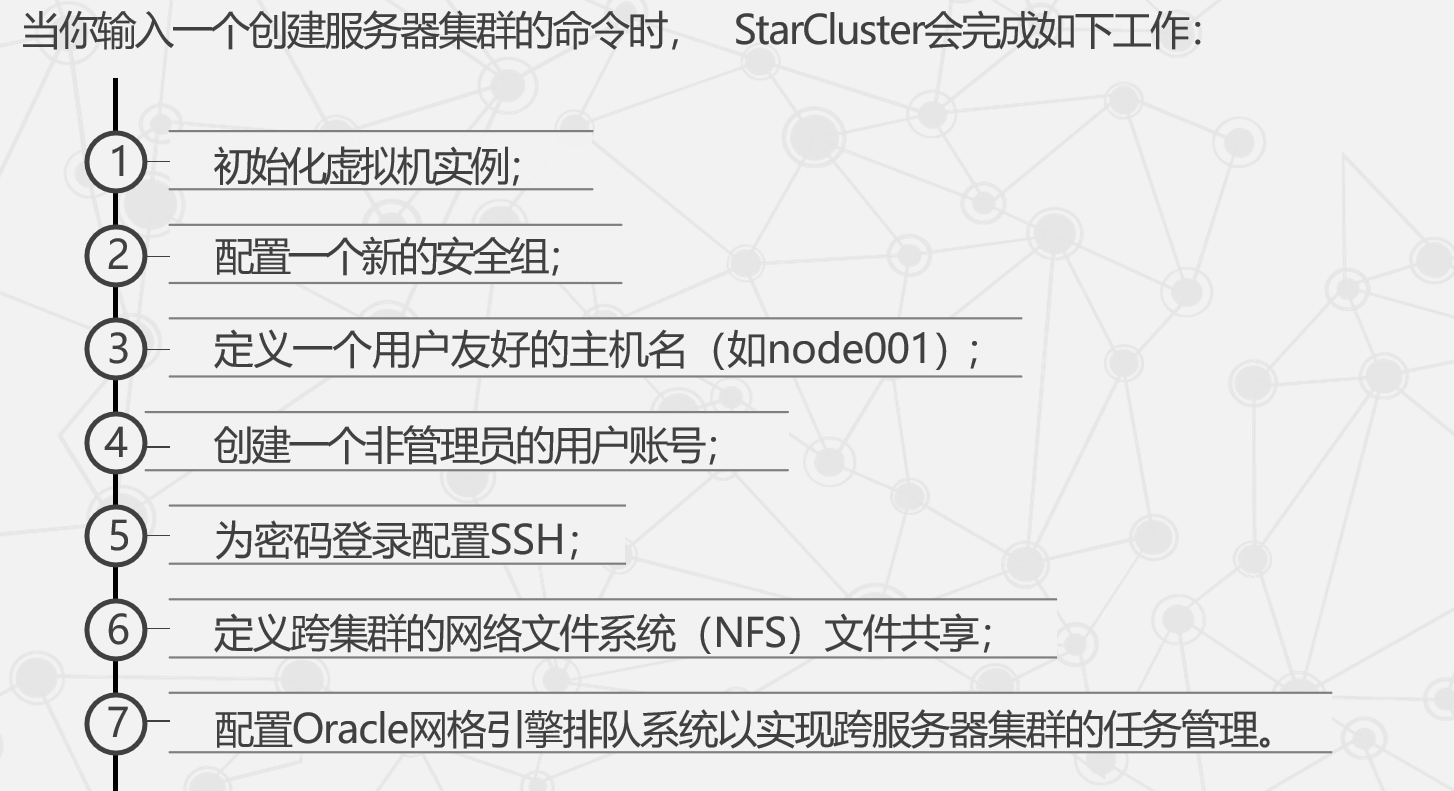 当你输入一个创建服务器集群的命令时， StarCluster会完成如下工作：
1 初始化虚拟机实例；
2 配置一个新的安全组；
3 定义一个用户友好的主机名（如node001）；
4 创建一个非管理员的用户账号；
5 为密码登录配置SSH；
6 定义跨集群的网络文件系统（NFS）文件共享；
7 配置Oracle网格引擎排队系统以实现跨服务器集群的任务管理。